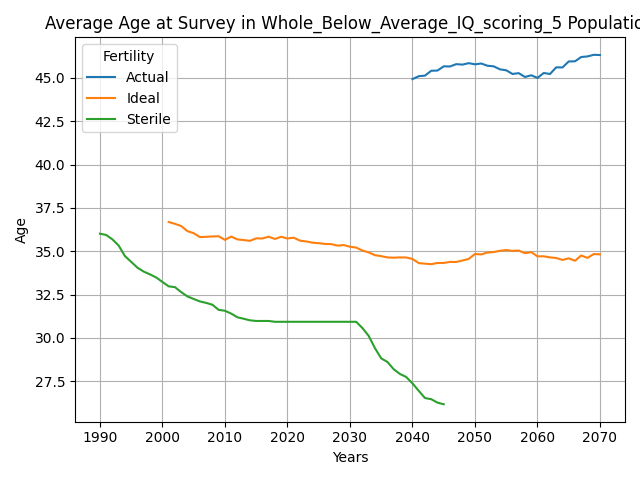 Average Age at Survey in Whole_Below_Average_IQ_scoring_5 Populatio
Fertility
Actual
Ideal
Sterile
45.0
42.5
40.0
37.5
35.0
32.5
30.0
27.5
Age
1990 2000 2010 2020 2030 2040 2050 2060 2070
Years